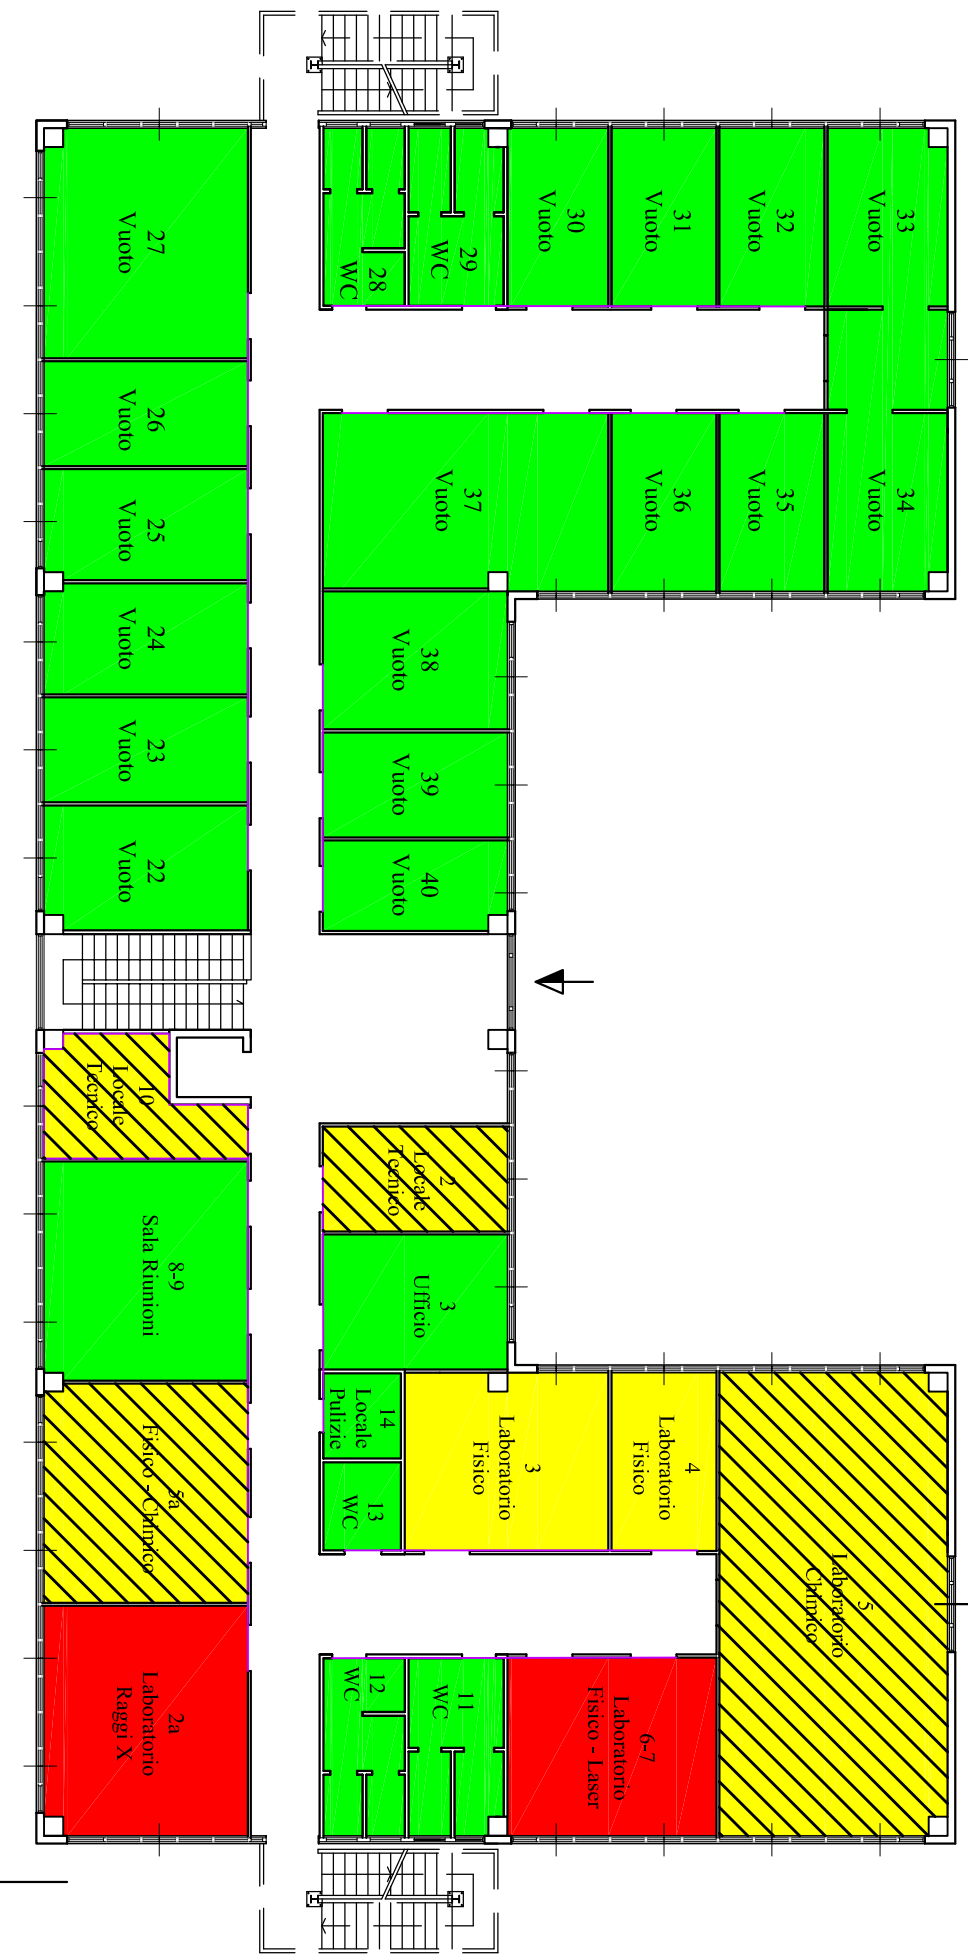 27
Vuoto
26
Vuoto
25
Vuoto
24
Vuoto
23
Vuoto
22
Vuoto
10
Locale
Tecnico
8-9
Sala Riunioni
5a
Fisico - Chimico
2a
Laboratorio
Raggi X
28
WC
29
WC
30
Vuoto
31
Vuoto
32
Vuoto
33
Vuoto
34
Vuoto
35
Vuoto
36
Vuoto
37
Vuoto
38
Vuoto
39
Vuoto
40
Vuoto
2
Locale
Tecnico
3
Ufficio
14
Locale
Pulizie
13
WC
3
Laboratorio
Fisico
4
Laboratorio
Fisico
5
Laboratorio
Chimico
6-7
Laboratorio
Fisico - Laser
11
WC
12
WC